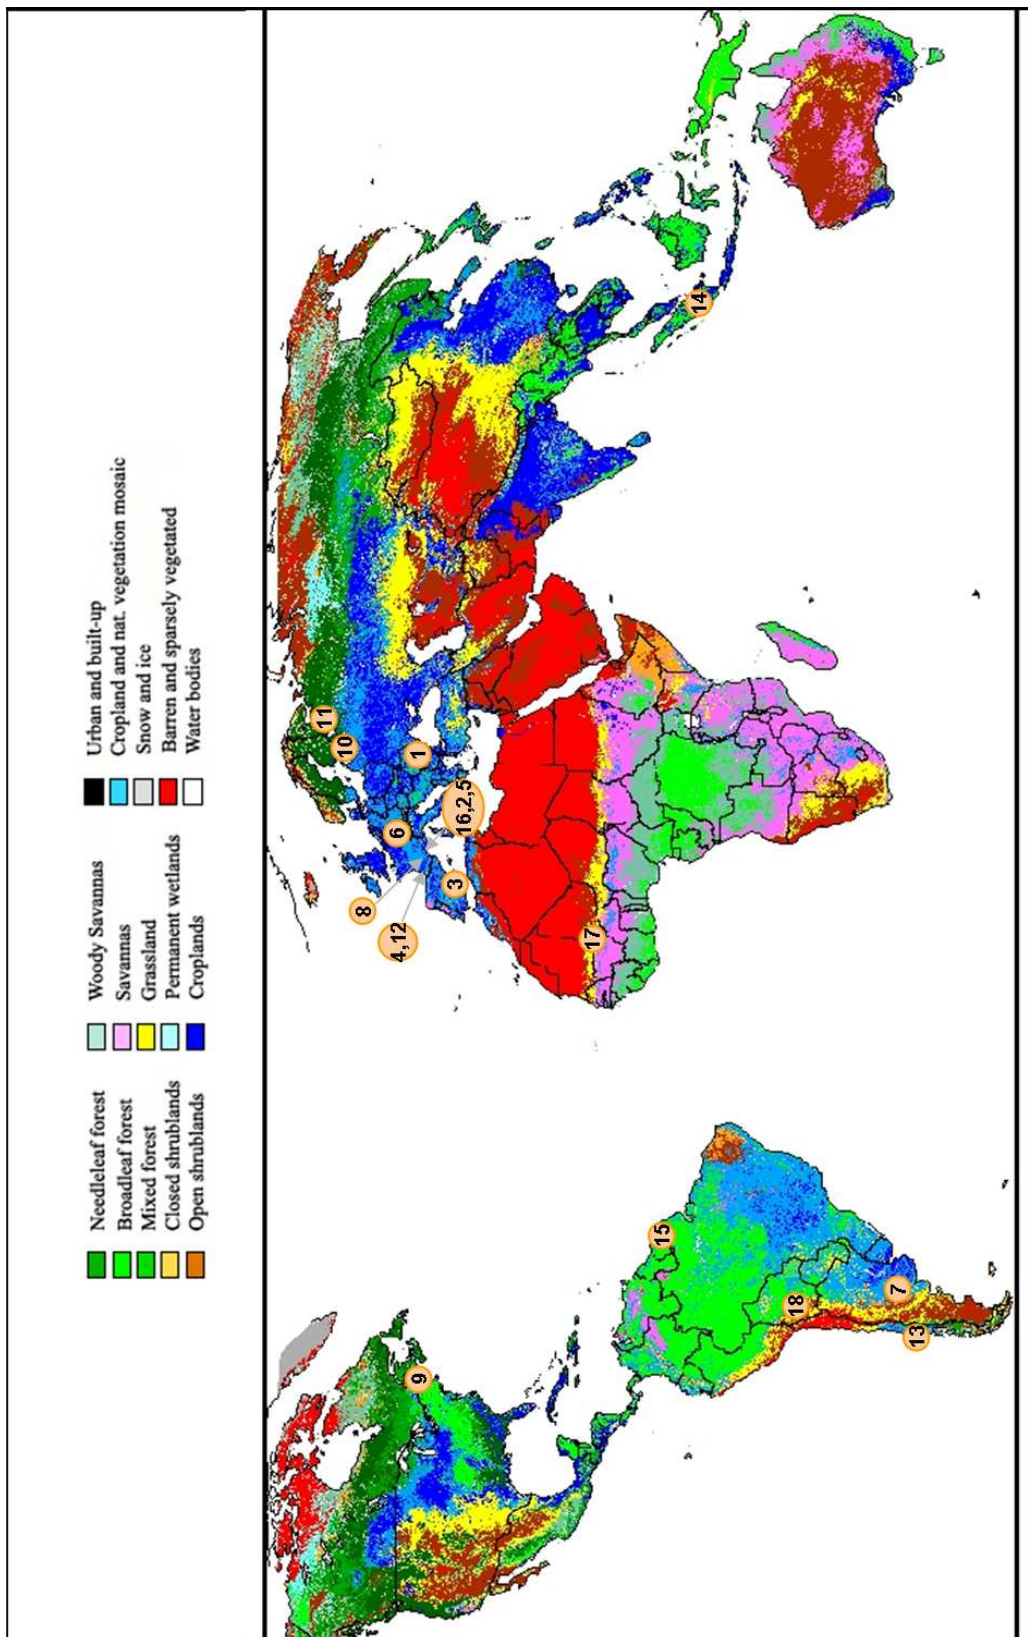 Needleleaf forest
Broadleaf forest
Mixed forest
Closed shrublands
Open shrublands
Woody Savannas
Savannas
Grassland
Permanent wetlands
Croplands
Urban and built-up
Cropland and nat. vegetation mosaic
Snow and ice
Barren and sparsely vegetated
Water bodies
11
10
1
6
16,2,5
8
3
4,12
9
17
14
15
18
7
13